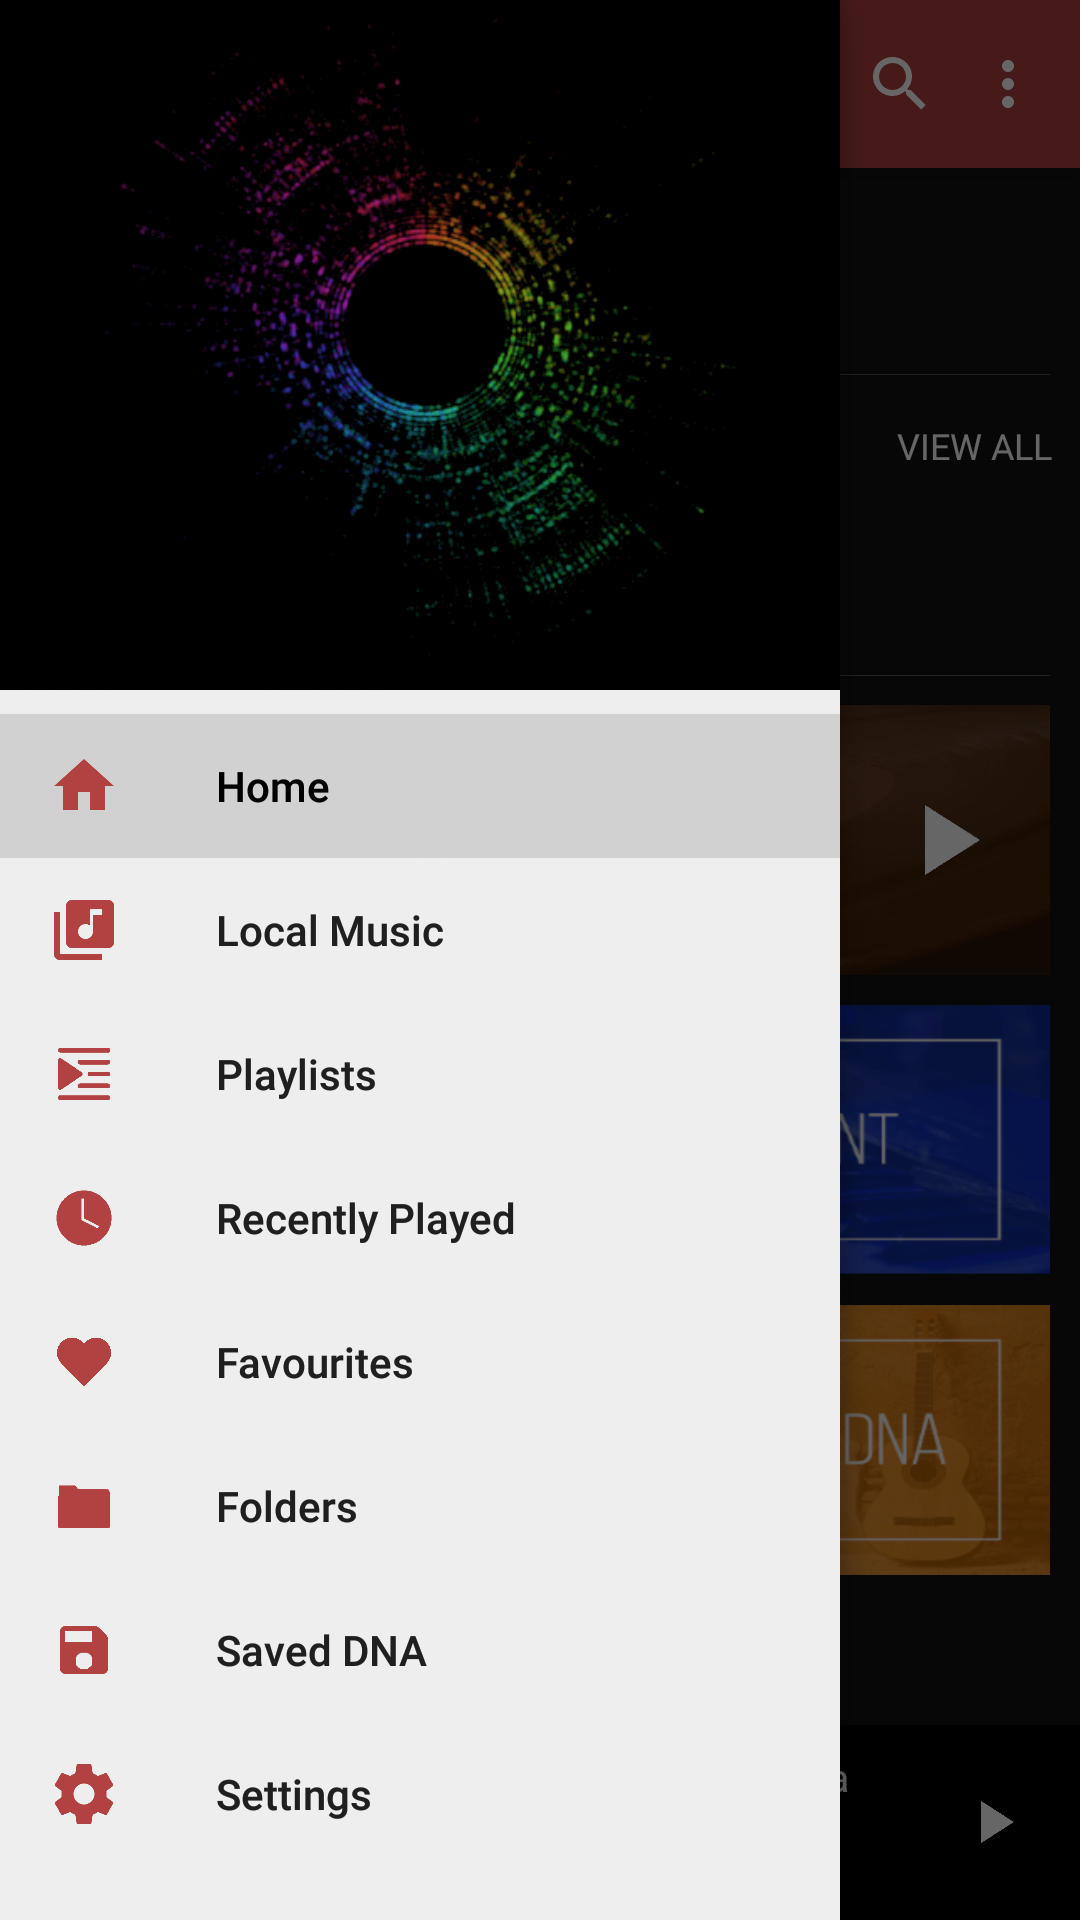 VIEW ALL
Home
Local Music
Playlists
NT
Recently Played
Favourites
DNA
Folders
Saved DNA
Settings
a